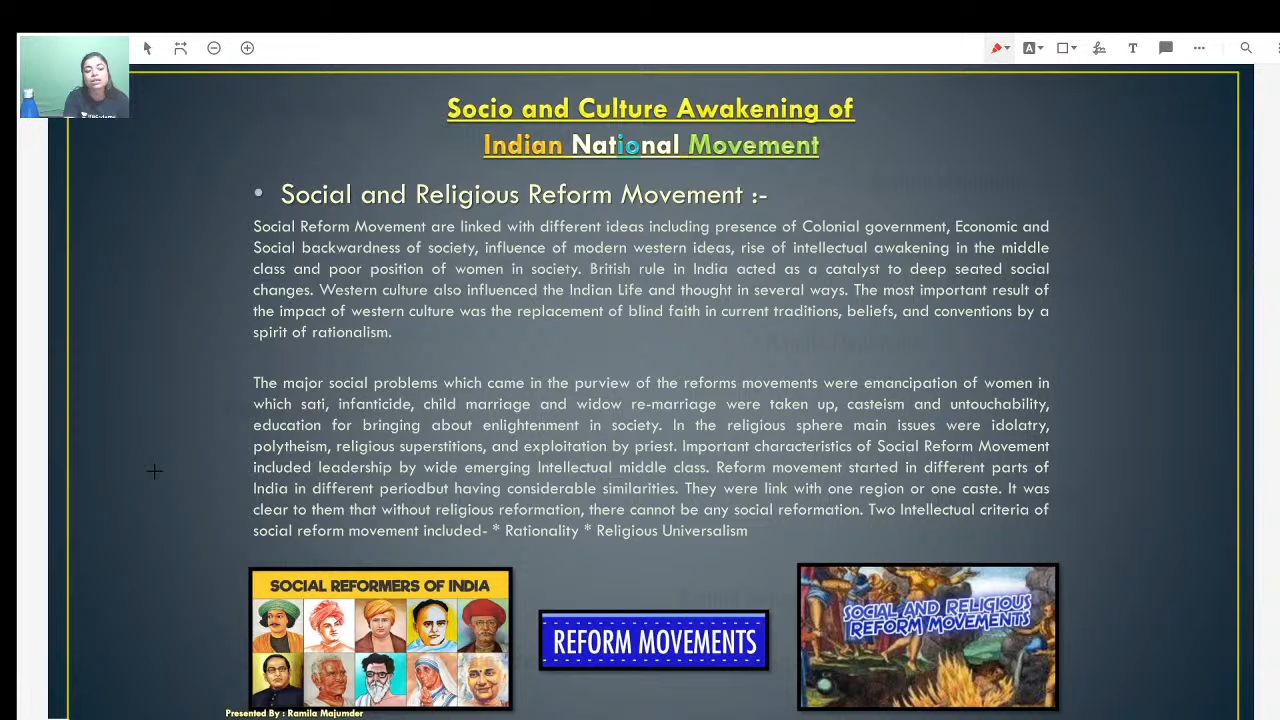 Socio and Culture Awakening of
Indian National Movement
• Social and Religious Reform Movement :-
Social Reform Movement are linked with different ideas including presence of Colonial government, Economic and
Social backwardness of society, influence of modern western ideas, rise of intellectual awakening in the middle
class and poor position of women in society. British rule in India acted as a catalyst to deep seated social
changes. Western culture also influenced the Indian Life and thought in several ways. The most important result of
the impact of western culture was the replacement of blind faith in current traditions, beliefs, and conventions by a
spirit of rationalism.
The major social problems which came in the purview of the reforms movements were emancipation of women in
which sati, infanticide, child marriage and widow re-marriage were taken up, casteism and untouchability,
education for bringing about enlightenment in society. In the religious sphere main issues were idolatry,
polytheism, religious superstitions, and exploitation by priest. Important characteristics of Social Reform Movement
included leadership by wide emerging Intellectual middle class. Reform movement started in different parts of
India in different periodbut having considerable similarities. They were link with one region or one caste. It was
clear to them that without religious reformation, there cannot be any social reformation. Two Intellectual criteria of
social reform movement included- * Rationality * Religious Universalism
SOCIAL REFORMERS OF INDIA
REFORM MOVEMENTS
SOCIAL AND RELIGIOUS
REFORM MOVEMENTS
Presented By : Ramila Majumder